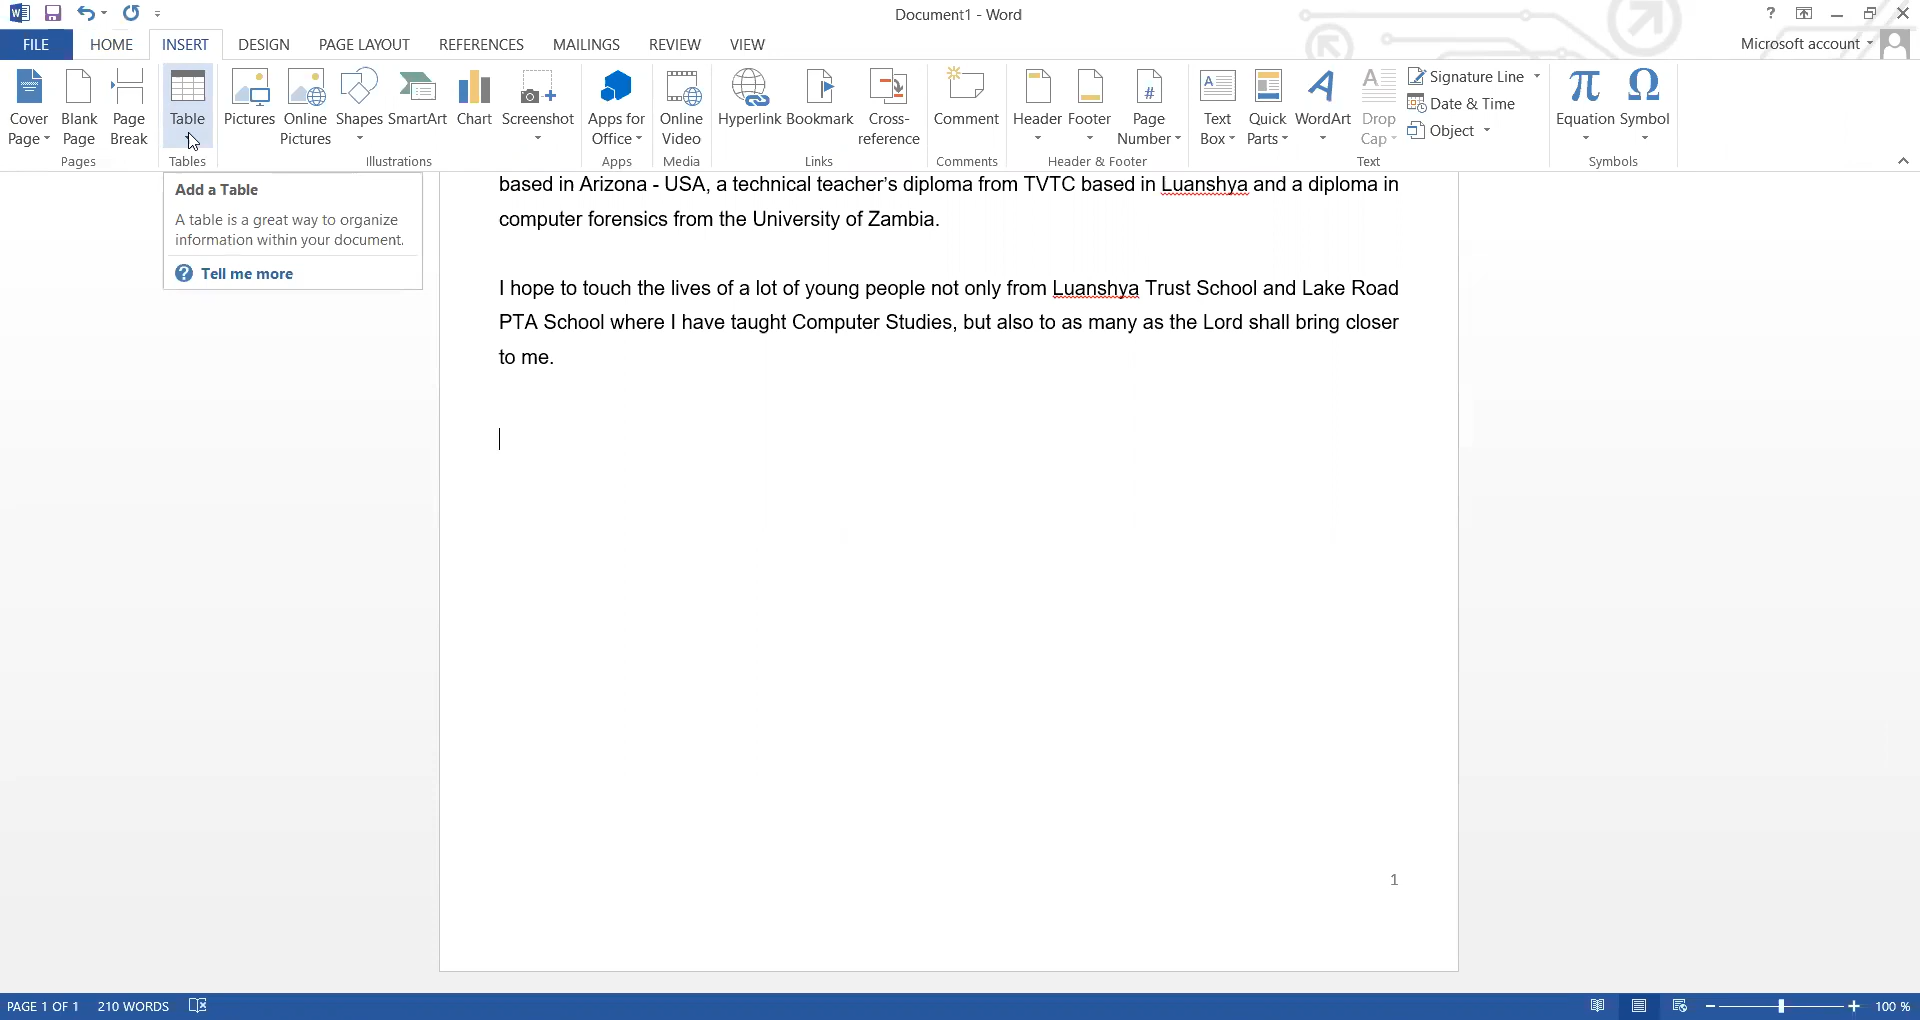 Document1 - Word
FILE HOME INSERT DESIGN PAGE LAYOUT REFERENCES MAILINGS REVIEW VIEW
Microsoft account
Cover Page
Blank Page
Page Break
Pages
Table
Tables
Pictures
Online Pictures
Shapes
SmartArt
Chart
Screenshot
Illustrations
Apps for Office
Apps
Online Video
Media
Hyperlink
Bookmark
Cross-reference
Links
Comment
Comments
Header
Footer
Page Number
Header & Footer
Text Box
Quick Parts
WordArt
Drop Cap
Signature Line
Date & Time
Object
Text
Equation
Symbol
Symbols
Add a Table
A table is a great way to organize
information within your document.
Tell me more
based in Arizona - USA, a technical teacher’s diploma from TVTC based in Luanshya and a diploma in
computer forensics from the University of Zambia.
I hope to touch the lives of a lot of young people not only from Luanshya Trust School and Lake Road
PTA School where I have taught Computer Studies, but also to as many as the Lord shall bring closer
to me.
1
PAGE 1 OF 1 210 WORDS
100 %